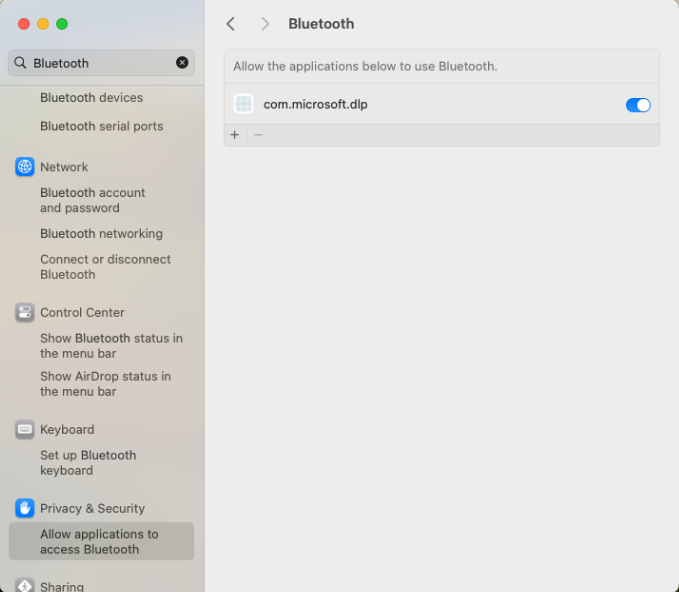 Bluetooth
Bluetooth devices
Bluetooth serial ports
Network
Bluetooth account
and password
Bluetooth networking
Connect or disconnect
Bluetooth
Control Center
Show Bluetooth status in
the menu bar
Show AirDrop status in
the menu bar
Keyboard
Set up Bluetooth
keyboard
Privacy & Security
Allow applications to
access Bluetooth
Sharing
Bluetooth
Allow the applications below to use Bluetooth.
com.microsoft.dlp